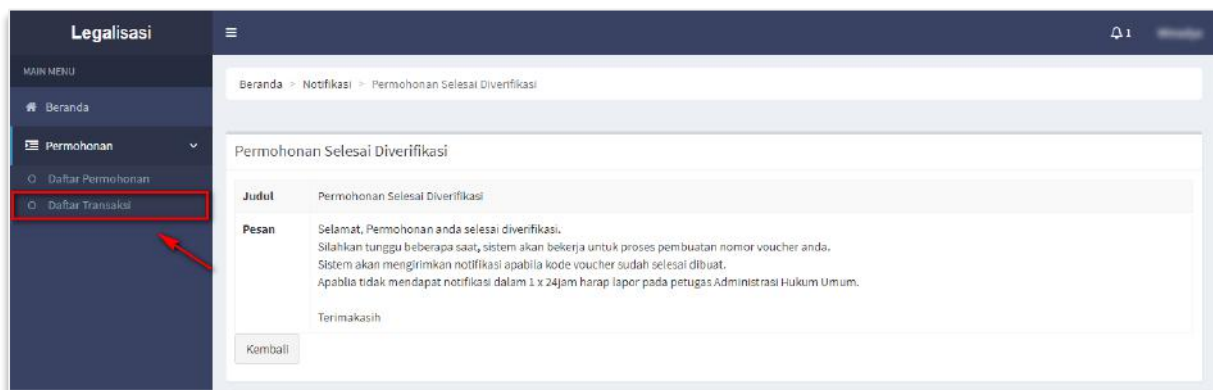 Legalisasi
1
MAIN MENU
Beranda > Notifikasi > Permohonan Selesai Diverifikasi
Beranda
Permohonan
Permohonan Selesai Diverifikasi
Daftar Permohonan
Daftar Transaksi
Judul Permohonan Selesai Diverifikasi
Pesan Selamat, Permohonan anda selesai diverifikasi.
Silahkan tunggu beberapa saat, sistem akan bekerja untuk proses pembuatan nomor voucher anda.
Sistem akan mengirimkan notifikasi apabila kode voucher sudah selesai dibuat.
Apabila tidak mendapat notifikasi dalam 1 x 24jam harap lapor pada petugas Administrasi Hukum Umum.
Terimakasih
Kembali